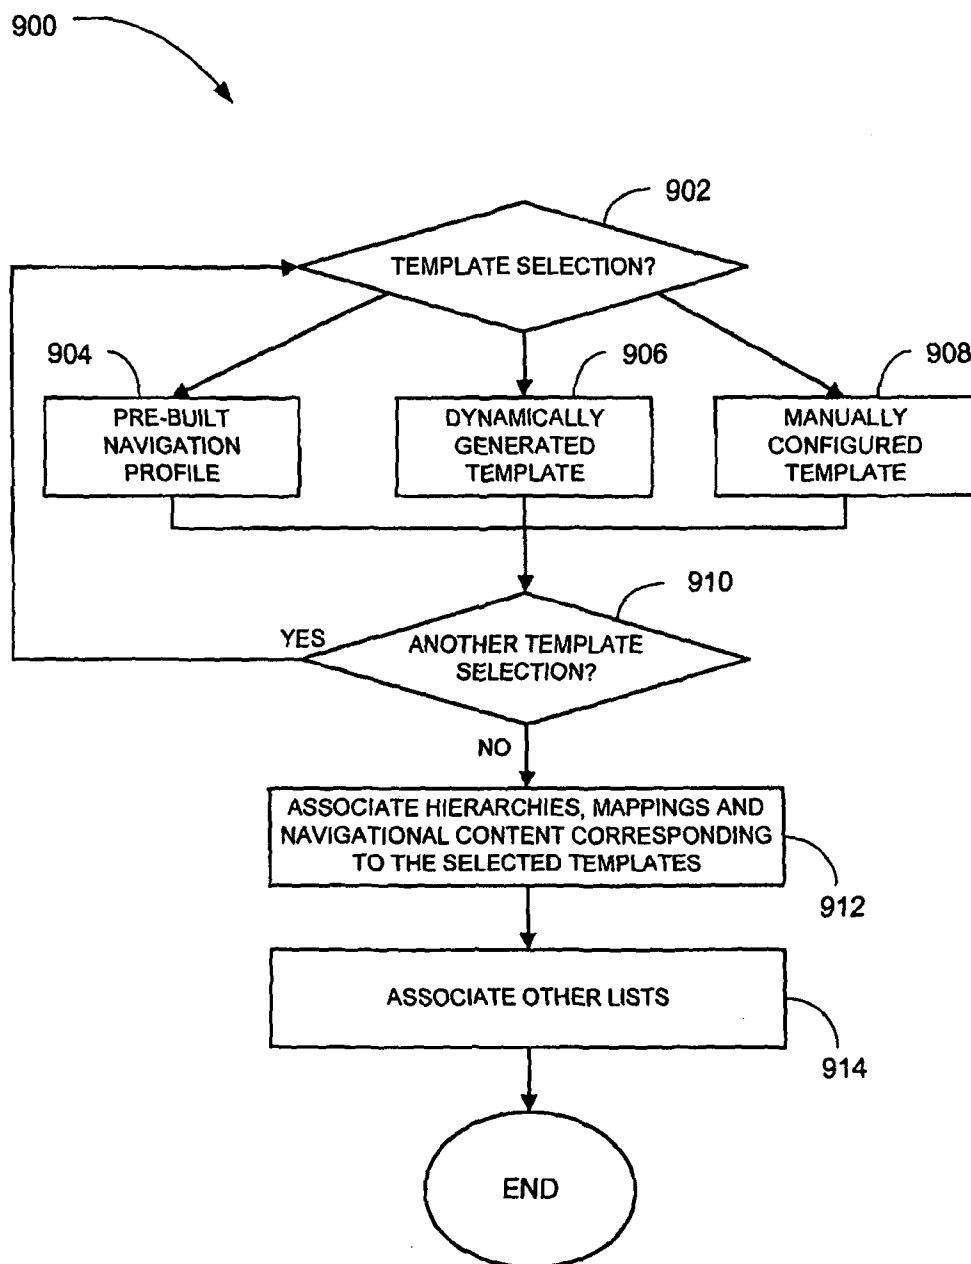 900
902
TEMPLATE SELECTION?
904
906
908
PRE-BUILT
NAVIGATION
PROFILE
DYNAMICALLY
GENERATED
TEMPLATE
MANUALLY
CONFIGURED
TEMPLATE
910
YES
ANOTHER TEMPLATE
SELECTION?
NO
ASSOCIATE HIERARCHIES, MAPPINGS AND
NAVIGATIONAL CONTENT CORRESPONDING
TO THE SELECTED TEMPLATES
912
ASSOCIATE OTHER LISTS
914
END